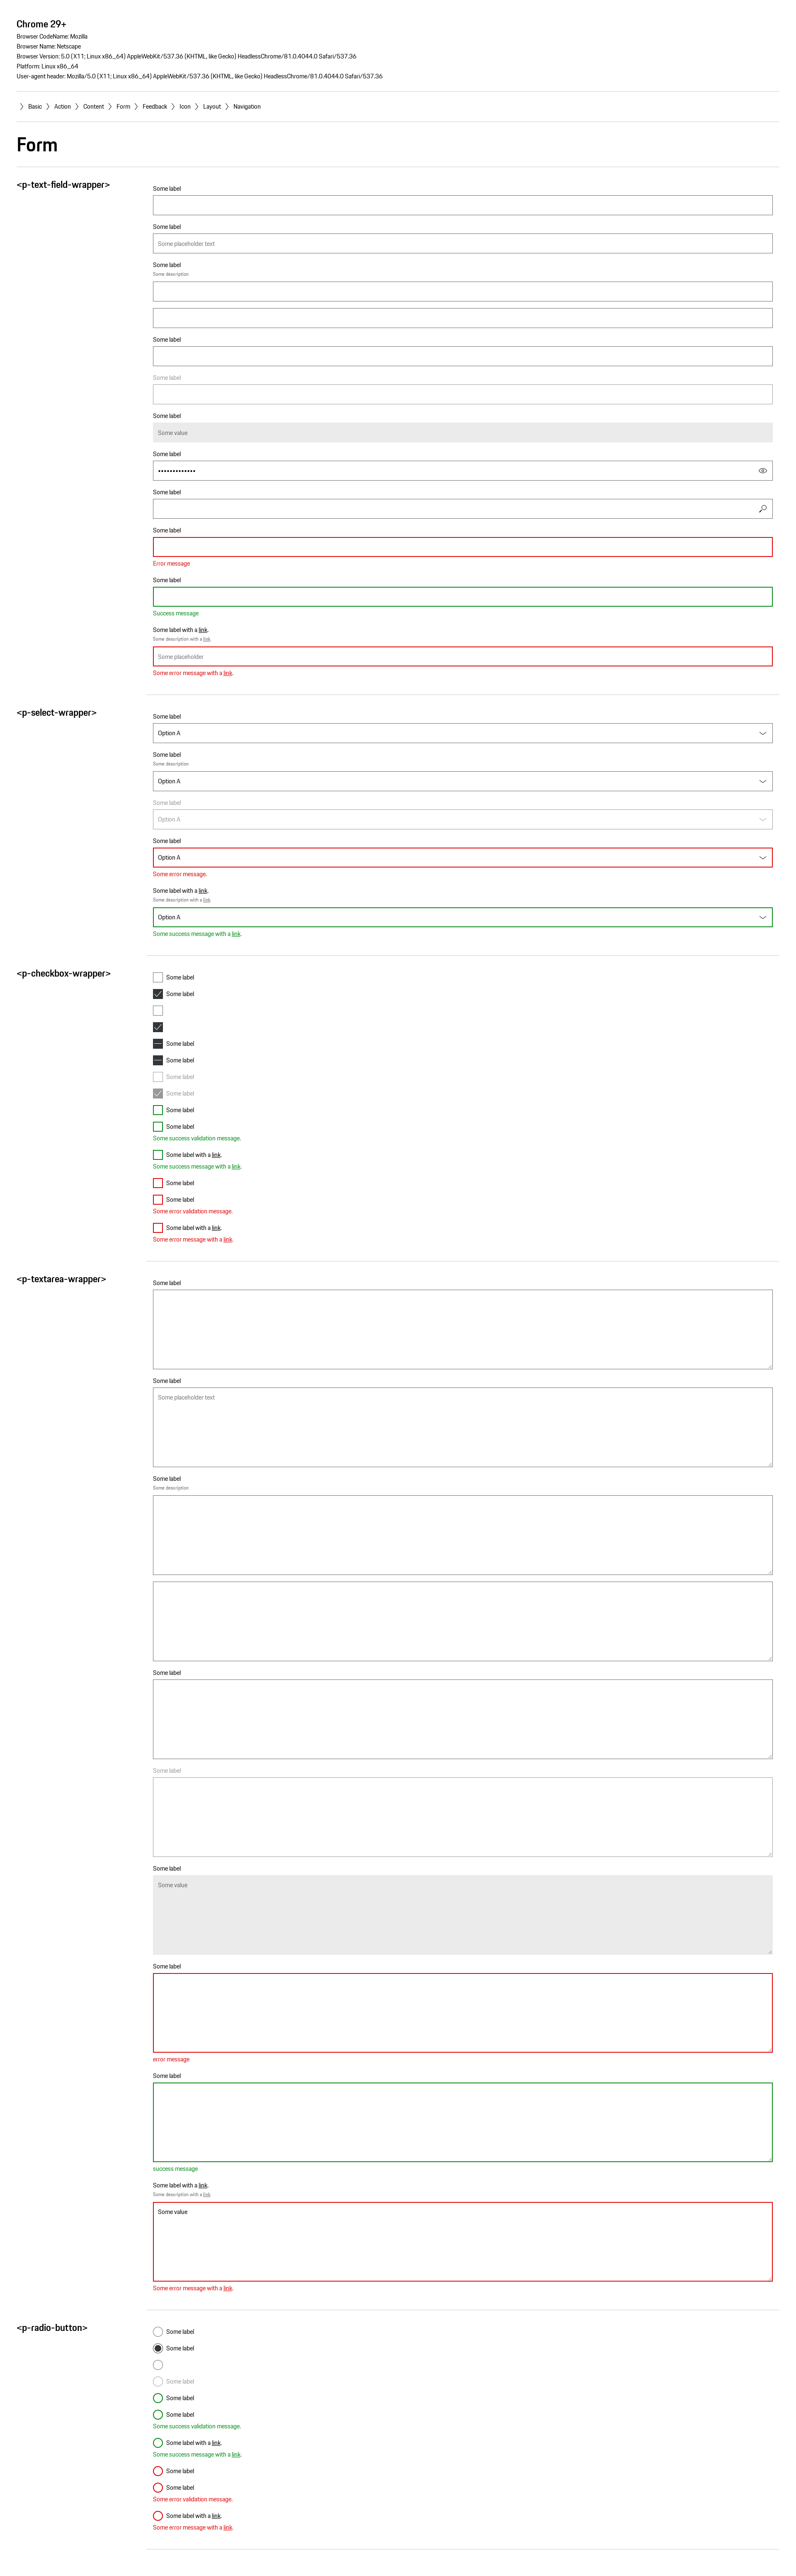 Chrome 29+
Browser CodeName: Mozilla
Browser Name: Netscape
Browser Version: 5.0 (X11; Linux x86_64) AppleWebKit/537.36 (KHTML, like Gecko) HeadlessChrome/81.0.4044.0 Safari/537.36
Platform: Linux x86_64
User-agent header: Mozilla/5.0 (X11; Linux x86_64) AppleWebKit/537.36 (KHTML, like Gecko) HeadlessChrome/81.0.4044.0 Safari/537.36
Basic Action Content Form Feedback Icon Layout Navigation
Form
<p-text-field-wrapper>
Some label
Some label
Some placeholder text
Some label
Some description
Some label
Some label
Some label
Some value
Some label
•••••••••••••
Some label
Some label
Error message
Some label
Success message
Some label with a link.
Some description with a link.
Some placeholder
Some error message with a link.
<p-select-wrapper>
Some label
Option A
Some label
Some description
Option A
Some label
Option A
Some label
Option A
Some error message.
Some label with a link.
Some description with a link.
Option A
Some success message with a link.
<p-checkbox-wrapper>
Some label
Some label
Some label
Some label
Some label
Some label
Some label
Some label
Some success validation message.
Some label with a link.
Some success message with a link.
Some label
Some label
Some error validation message.
Some label with a link.
Some error message with a link.
<p-textarea-wrapper>
Some label
Some label
Some placeholder text
Some label
Some description
Some label
Some label
Some label
Some value
Some label
error message
Some label
success message
Some label with a link.
Some description with a link.
Some value
Some error message with a link.
<p-radio-button>
Some label
Some label
Some label
Some label
Some label
Some success validation message.
Some label with a link.
Some success message with a link.
Some label
Some label
Some error validation message.
Some label with a link.
Some error message with a link.